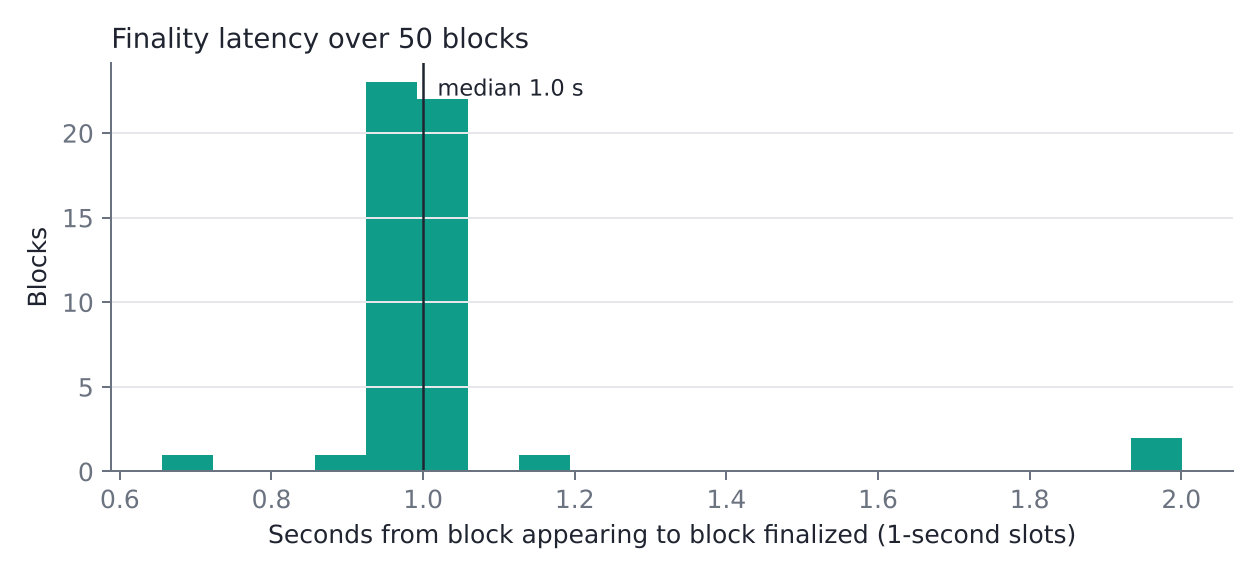 Finality latency over 50 blocks
median 1.0 s
Blocks
20
15
10
5
0
0.6 0.8 1.0 1.2 1.4 1.6 1.8 2.0
Seconds from block appearing to block finalized (1-second slots)